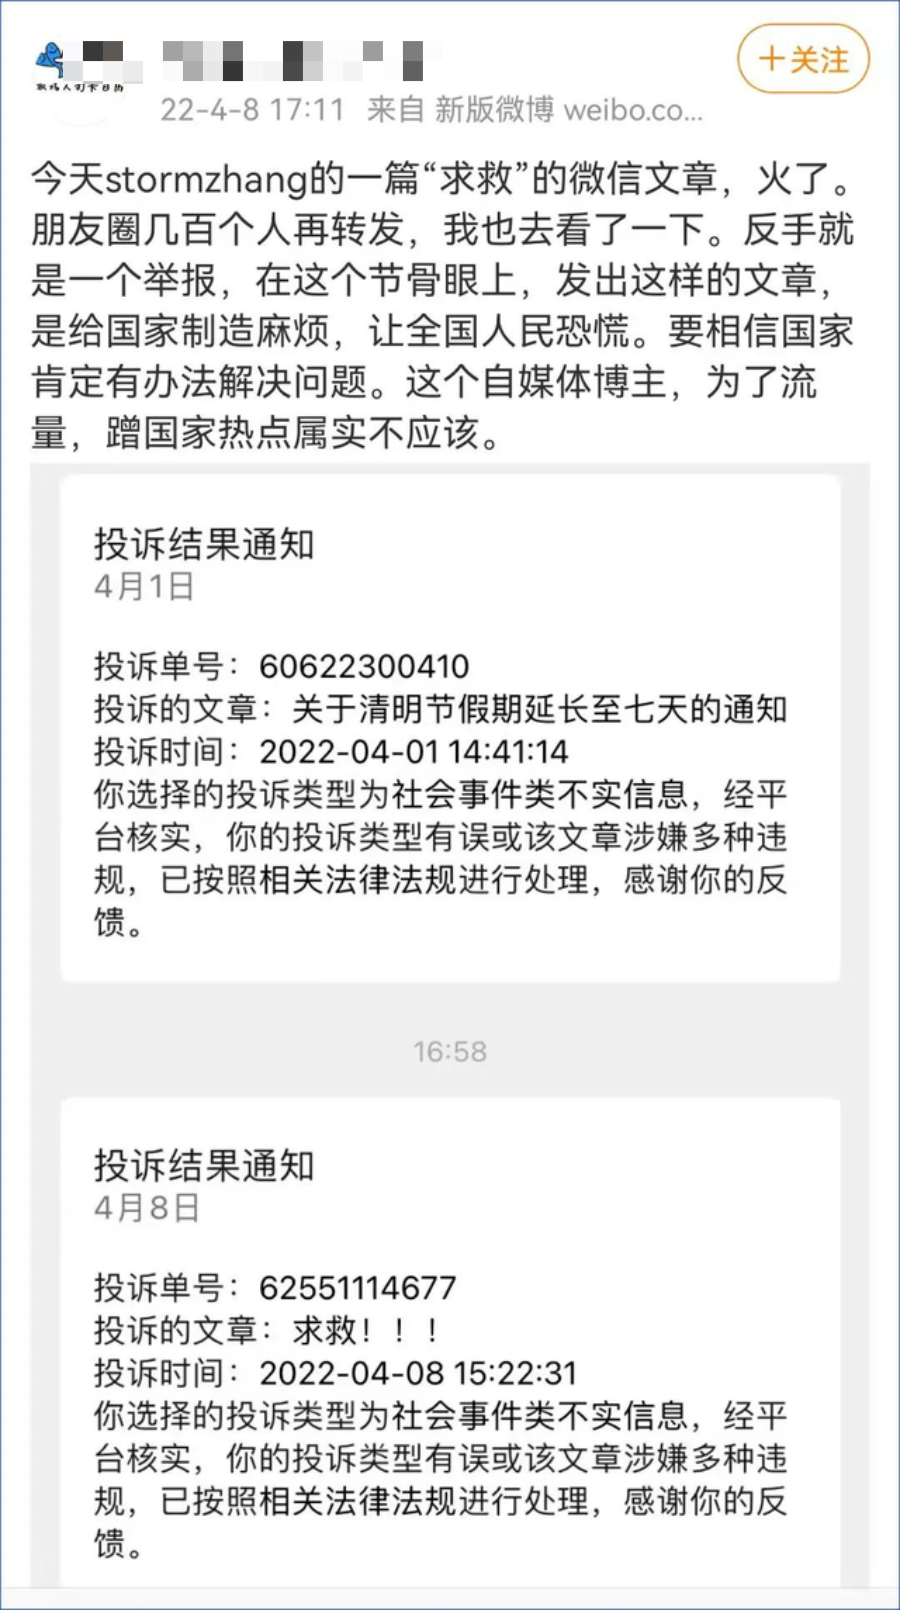 +关注
22-4-8 17:11 来自 新版微博 weibo.co...
今天stormzhang的一篇“求救”的微信文章，火了。
朋友圈几百个人再转发，我也去看了一下。反手就
是一个举报，在这个节骨眼上，发出这样的文章，
是给国家制造麻烦，让全国人民恐慌。要相信国家
肯定有办法解决问题。这个自媒体博主，为了流
量，蹭国家热点属实不应该。
投诉结果通知
4月1日
投诉单号：60622300410
投诉的文章：关于清明节假期延长至七天的通知
投诉时间：2022-04-01 14:41:14
你选择的投诉类型为社会事件类不实信息，经平
台核实，你的投诉类型有误或该文章涉嫌多种违
规，已按照相关法律法规进行处理，感谢你的反
馈。
16:58
投诉结果通知
4月8日
投诉单号：62551114677
投诉的文章：求救！！！
投诉时间：2022-04-08 15:22:31
你选择的投诉类型为社会事件类不实信息，经平
台核实，你的投诉类型有误或该文章涉嫌多种违
规，已按照相关法律法规进行处理，感谢你的反
馈。